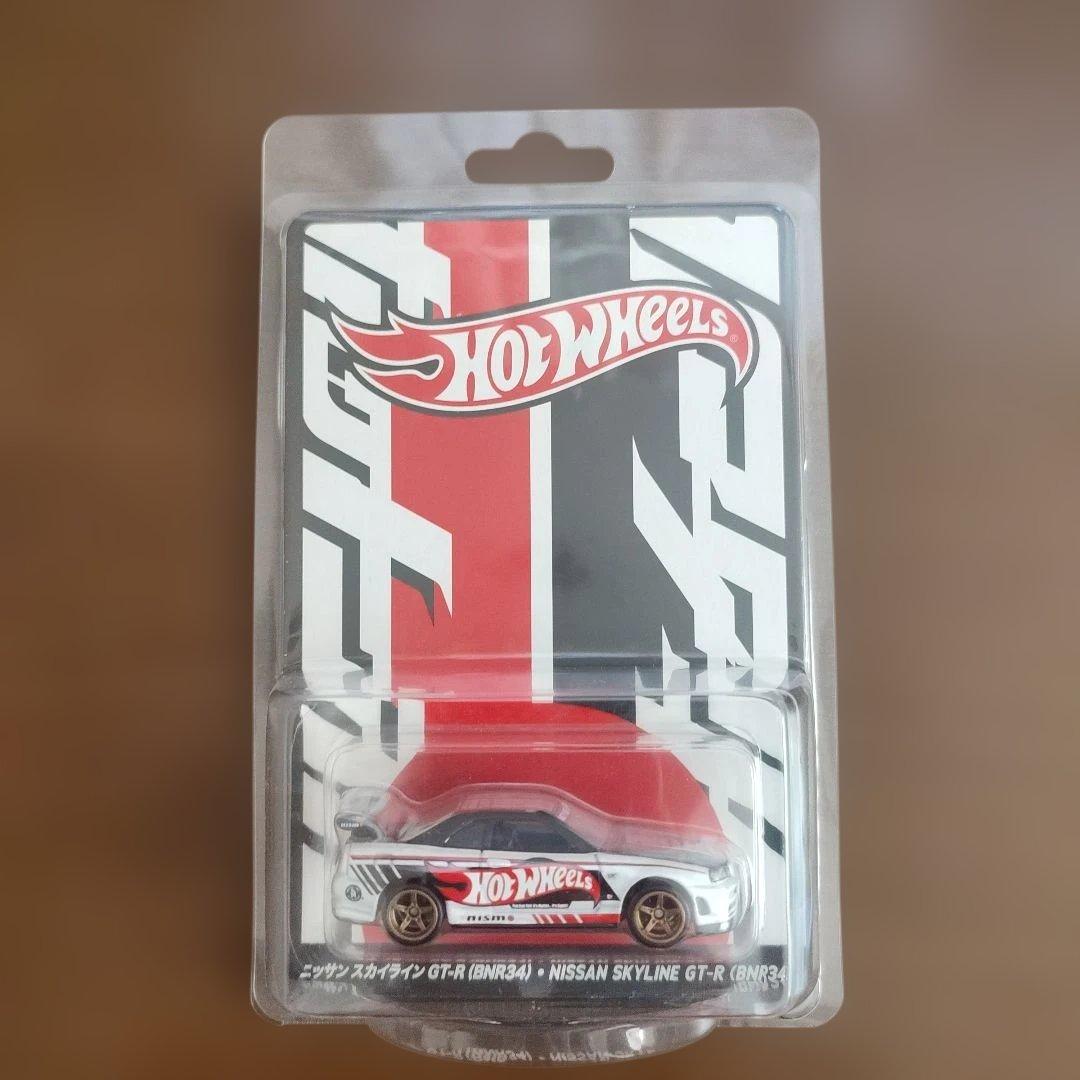 HOT WHEELS®
nismo
HOT WHEELS
nismo
ニッサン スカイライン GT-R (BNR34) • NISSAN SKYLINE GT-R (BNR34